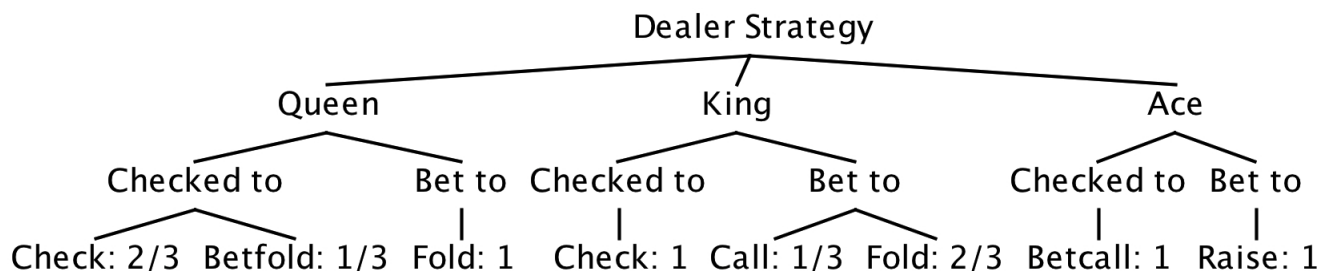 Dealer Strategy
Queen King Ace
Checked to Bet to Checked to Bet to Checked to Bet to
Check: 2/3 Betfold: 1/3 Fold: 1 Check: 1 Call: 1/3 Fold: 2/3 Betcall: 1 Raise: 1